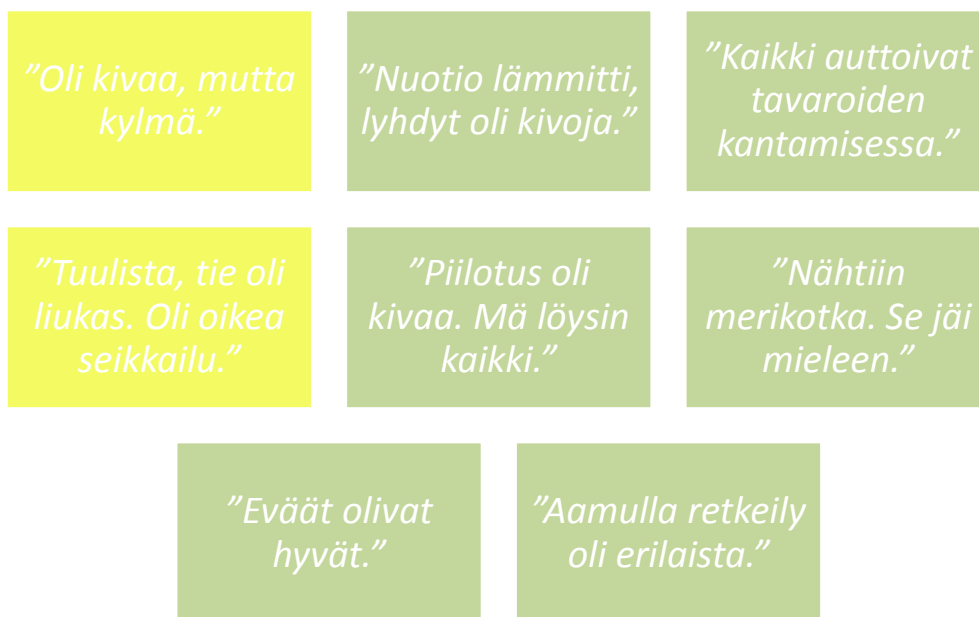 ”Oli kivaa, mutta
kylmä.”
”Nuotio lämmitti,
lyhdyt oli kivoja.”
”Kaikki auttoivat
tavaroiden
kantamisessa.”
”Tuulista, tie oli
liukas. Oli oikea
seikkailu.”
”Piilotus oli
kivaa. Mä löysin
kaikki.”
”Nähtiin
merikotka. Se jäi
mieleen.”
”Eväät olivat
hyvät.”
”Aamulla retkeily
oli erilaista.”